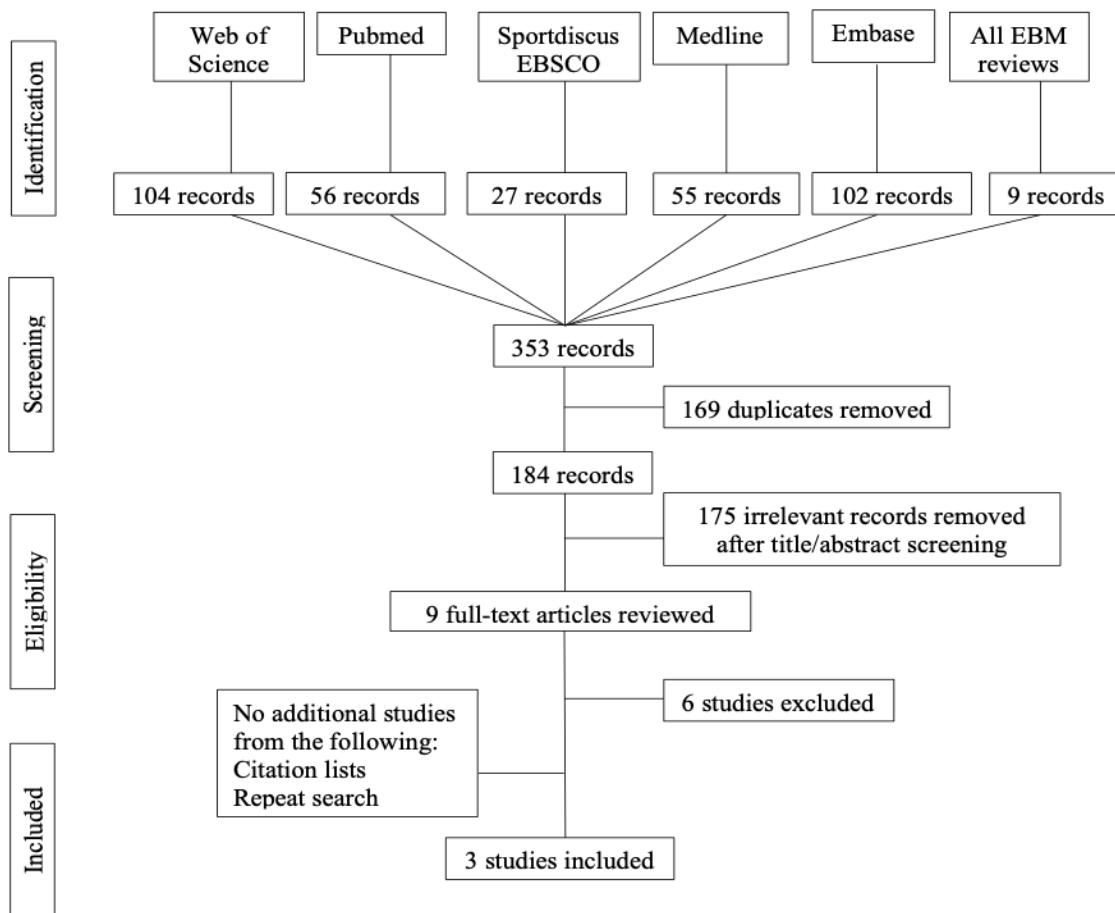 Identification
Web of
Science
Pubmed
Sportdiscus
EBSCO
Medline
Embase
All EBM
reviews
104 records
56 records
27 records
55 records
102 records
9 records
Screening
353 records
169 duplicates removed
184 records
Eligibility
175 irrelevant records removed
after title/abstract screening
9 full-text articles reviewed
6 studies excluded
No additional studies
from the following:
Citation lists
Repeat search
Included
3 studies included